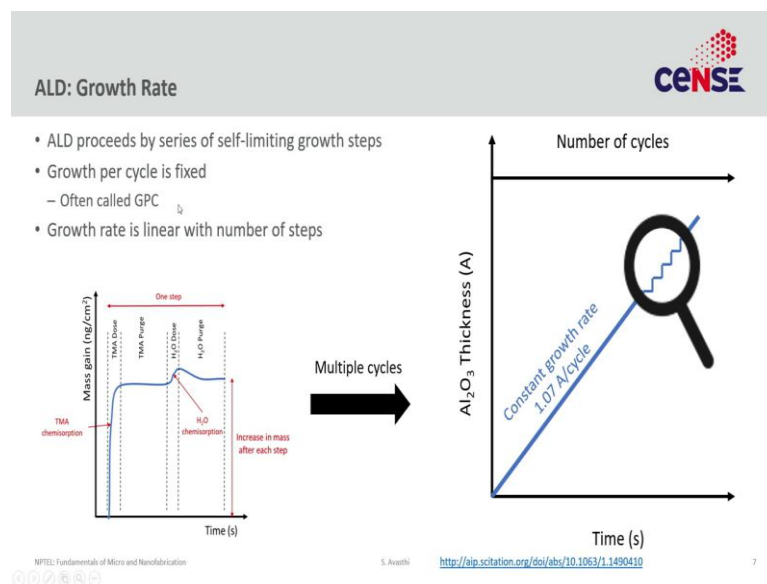 ALD: Growth Rate
CENSE
• ALD proceeds by series of self-limiting growth steps
• Growth per cycle is fixed
– Often called GPC
• Growth rate is linear with number of steps
Mass gain (ng/cm²)
One step
TMA Dose
TMA Purge
H₂O Dose
H₂O Purge
TMA
chemisorption
H₂O
chemisorption
Increase in mass
after each step
Time (s)
Multiple cycles
Number of cycles
Al₂O₃ Thickness (A)
Constant growth rate
1.07 A/cycle
Time (s)
NPTEL: Fundamentals of Micro and Nanofabrication
S. Avasthi
http://aip.scitation.org/doi/abs/10.1063/1.1490410
7